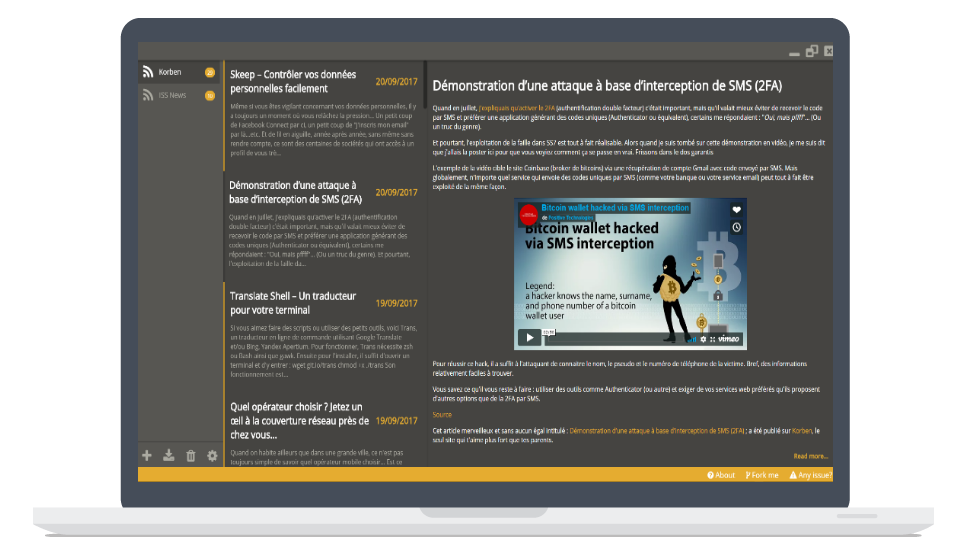 Korben
ISS News
Skeep – Contrôler vos données
personnelles facilement
20/09/2017
Même si vous êtes vigilant concernant vos données personnelles, il y
a toujours un moment où vous relâchez la pression... Un petit coup
de Facebook Connect par ci, un petit coup de "j'inscris mon email"
par là...etc. Et de fil en aiguille, année après année, sans même sans
rendre compte, ce sont des centaines de sociétés qui ont accès à un
profil de vous très...
Démonstration d'une attaque à
base d'interception de SMS (2FA)
20/09/2017
Quand en juillet, j'expliquais qu'activer le 2FA (authentification
double facteur) c'était important, mais qu'il valait mieux éviter de
recevoir le code par SMS et préférer une application générant des
codes uniques (Authenticator ou équivalent), certains me
répondaient : "Oui, mais pffff"... (Ou un truc du genre). Et pourtant,
l'exploitation de la faille da...
Translate Shell – Un traducteur
pour votre terminal
19/09/2017
Si vous aimez faire des scripts ou utiliser des petits outils, voici Trans,
un traducteur en ligne de commande utilisant Google Translate
et/ou Bing, Yandex Apertium. Pour fonctionner, Trans nécessite zsh
ou Bash ainsi que gawk. Ensuite pour l'installer, il suffit d'ouvrir un
terminal et d'y entrer : wget git.io/trans chmod +x ./trans Son
fonctionnement est...
Quel opérateur choisir ? Jetez un
œil à la couverture réseau près de
chez vous...
19/09/2017
Quand on habite ailleurs que dans une grande ville, ce n'est pas
toujours simple de savoir quel opérateur mobile choisir... Est ce
Démonstration d'une attaque à base d'interception de SMS (2FA)
Quand en juillet, j'expliquais qu'activer le 2FA (authentification double facteur) c'était important, mais qu'il valait mieux éviter de recevoir le code
par SMS et préférer une application générant des codes uniques (Authenticator ou équivalent), certains me répondaient : "Oui, mais pffff"... (Ou
un truc du genre).
Et pourtant, l'exploitation de la faille dans SS7 est tout à fait réalisable. Alors quand je suis tombé sur cette démonstration en vidéo, je me suis dit
que j'allais la poster ici pour que vous voyiez comment ça se passe en vrai. Frissons dans le dos garantis
L'exemple de la vidéo cible le site Coinbase (broker de bitcoins) via une récupération de compte Gmail avec code envoyé par SMS. Mais
globalement, n'importe quel service qui envoie des codes uniques par SMS (comme votre banque ou votre service email) peut tout à fait être
exploité de la même façon.
Bitcoin wallet hacked via SMS interception
de Positive Technologies
Bitcoin wallet hacked
via SMS interception
Legend:
a hacker knows the name, surname,
and phone number of a bitcoin
wallet user
vimeo
Pour réussir ce hack, il a suffit à l'attaquant de connaitre le nom, le pseudo et le numéro de téléphone de la victime. Bref, des informations
relativement faciles à trouver.
Vous savez ce qu'il vous reste à faire : utiliser des outils comme Authenticator (ou autre) et exiger de vos services web préférés qu'ils proposent
d'autres options que de la 2FA par SMS.
Source
Cet article merveilleux et sans aucun égal intitulé : Démonstration d'une attaque à base d'interception de SMS (2FA) ; a été publié sur Korben, le
seul site qui t'aime plus fort que tes parents.
Read more...
About
Fork me
Any issue?